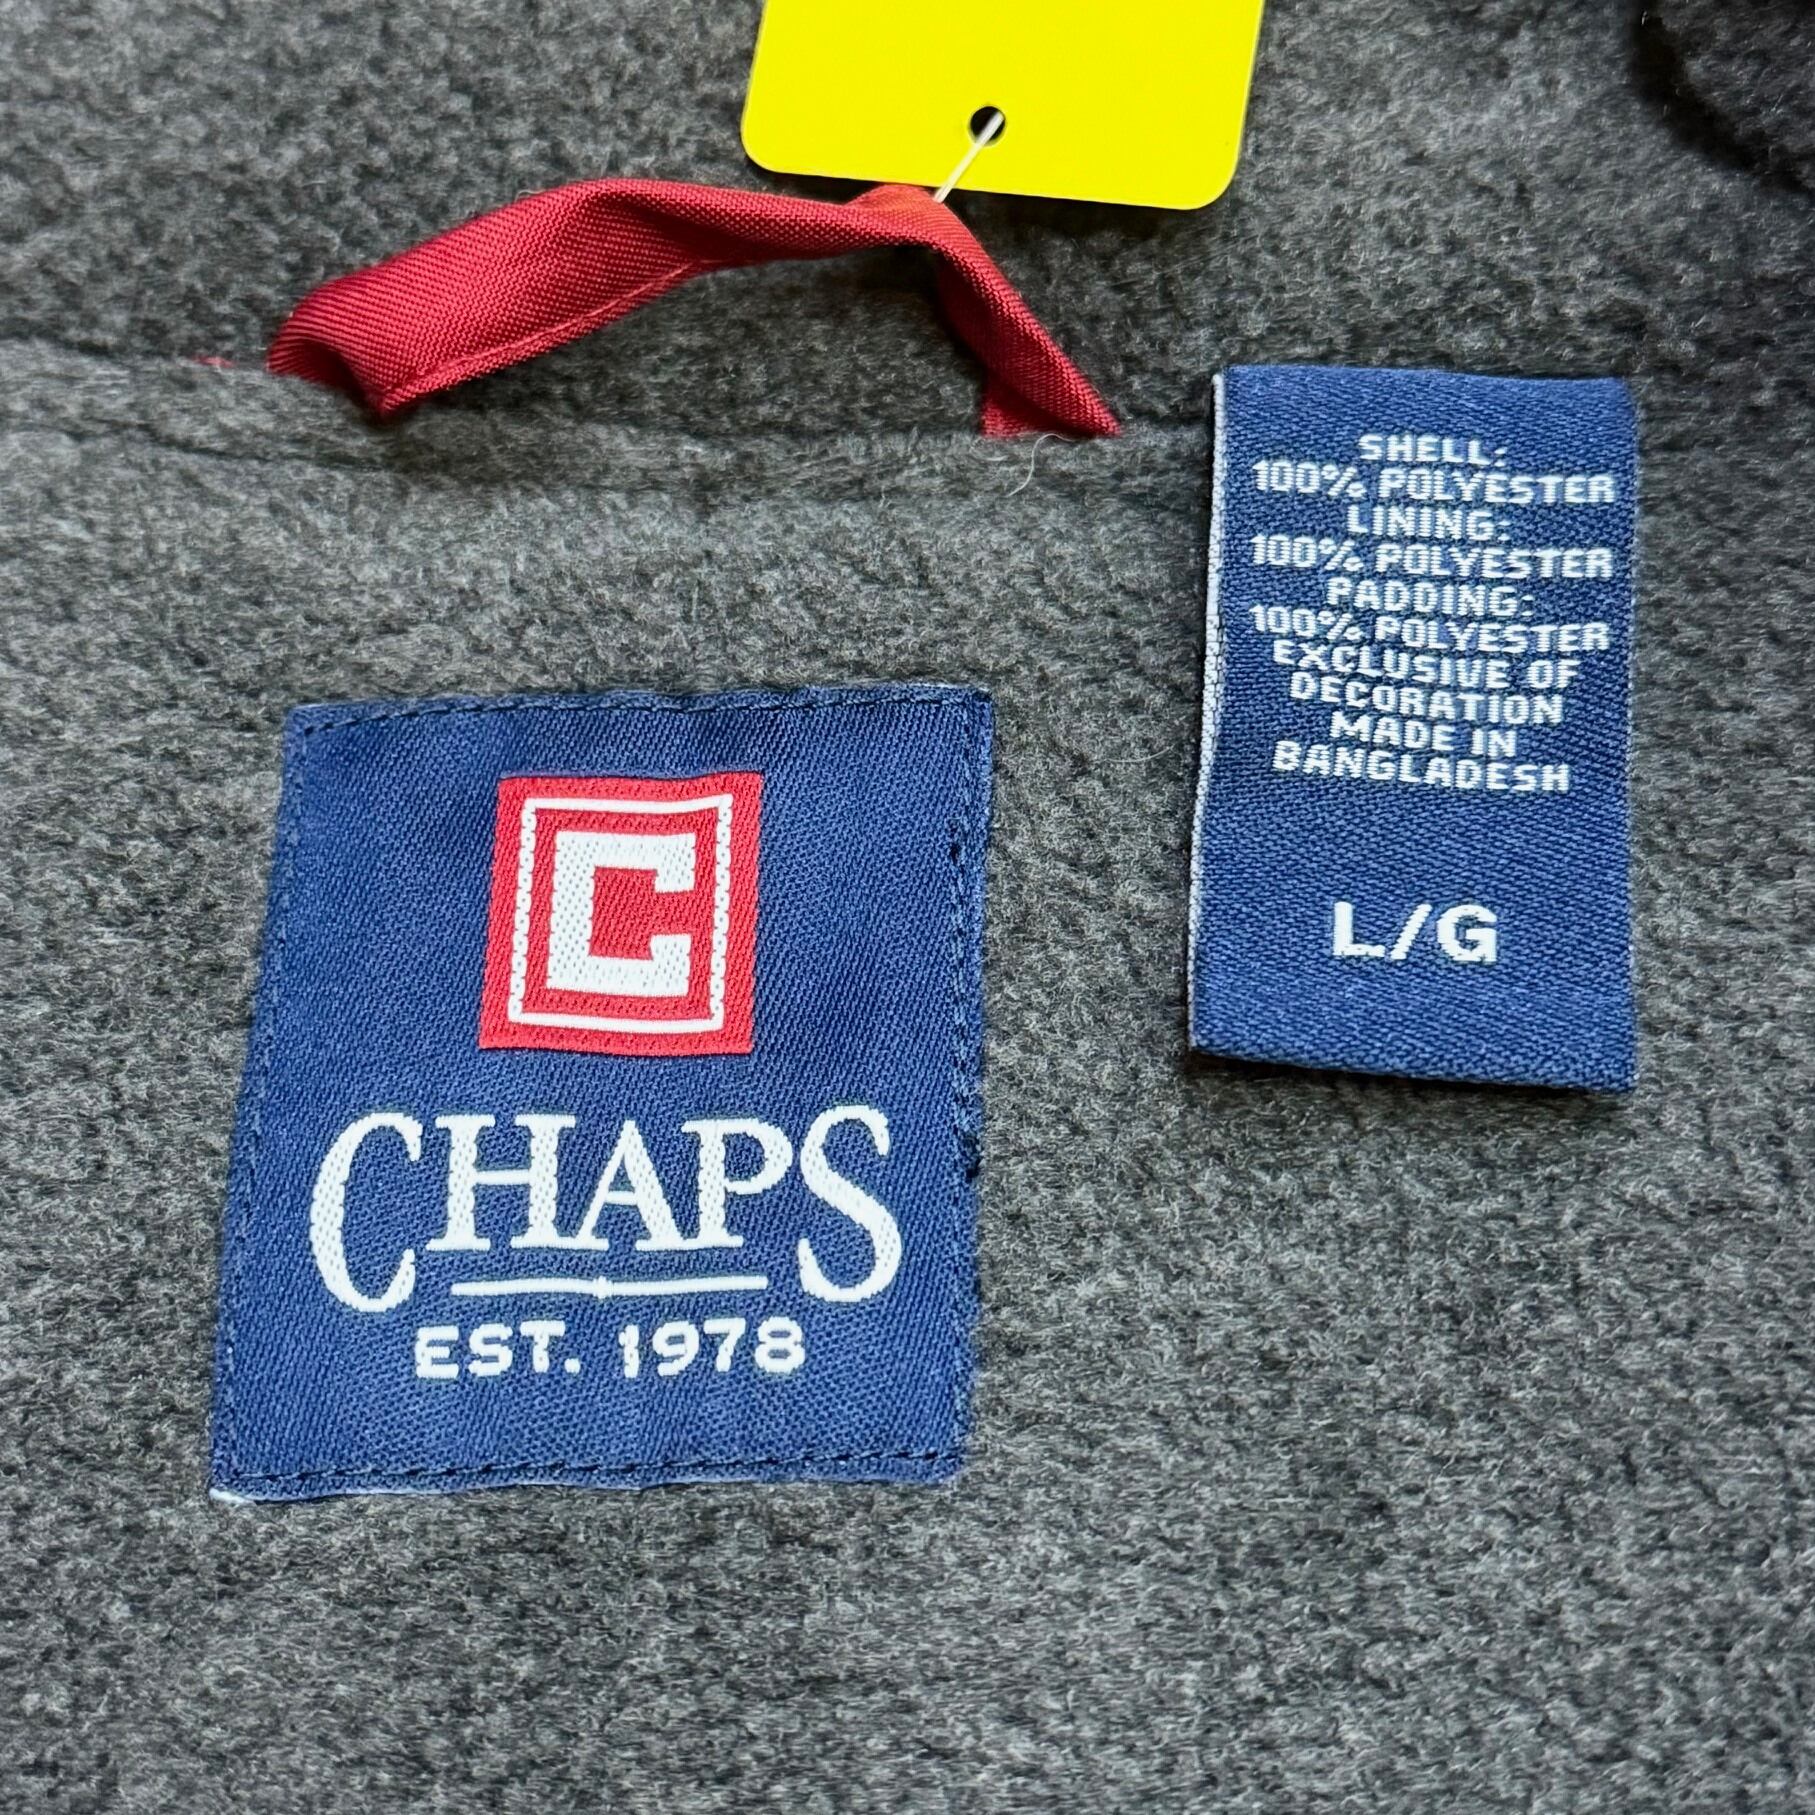 C
CHAPS
EST. 1978
SHELL:
100% POLYESTER
LINING:
100% POLYESTER
PADDING:
100% POLYESTER
EXCLUSIVE OF
DECORATION
MADE IN
BANGLADESH
L/G